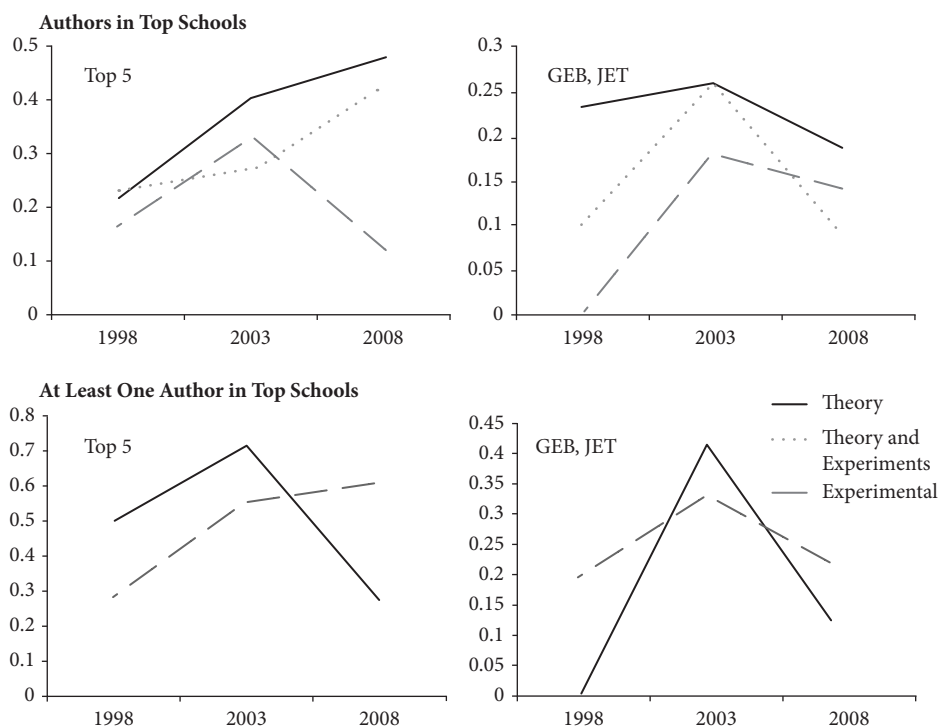 Authors in Top Schools
Top 5
0.5
0.4
0.3
0.2
0.1
0
1998 2003 2008
GEB, JET
0.3
0.25
0.2
0.15
0.1
0.05
0
1998 2003 2008
At Least One Author in Top Schools
Top 5
0.8
0.7
0.6
0.5
0.4
0.3
0.2
0.1
0
1998 2003 2008
GEB, JET
0.45
0.4
0.35
0.3
0.25
0.2
0.15
0.1
0.05
0
1998 2003 2008
Theory
Theory and
Experiments
Experimental